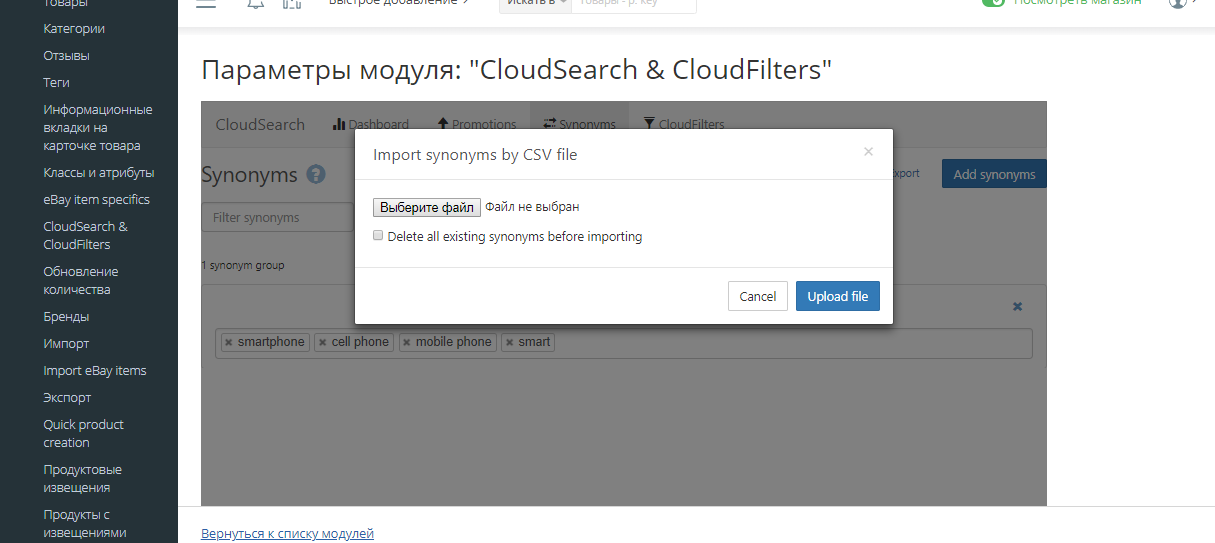 Товары
Быстрое добавление
Искать в
Товары - p. key
Посмотреть магазин
Категории
Отзывы
Теги
Информационные
вкладки на
карточке товара
Классы и атрибуты
eBay item specifics
CloudSearch &
CloudFilters
Обновление
количества
Бренды
Импорт
Import eBay items
Экспорт
Quick product
creation
Продуктовые
извещения
Продукты с
извещениями
Параметры модуля: "CloudSearch & CloudFilters"
CloudSearch
Dashboard
Promotions
Synonyms
CloudFilters
Synonyms ?
xport
Add synonyms
Filter synonyms
1 synonym group
Import synonyms by CSV file
×
Выберите файл Файл не выбран
Delete all existing synonyms before importing
Cancel
Upload file
smartphone
cell phone
mobile phone
smart
Вернуться к списку модулей